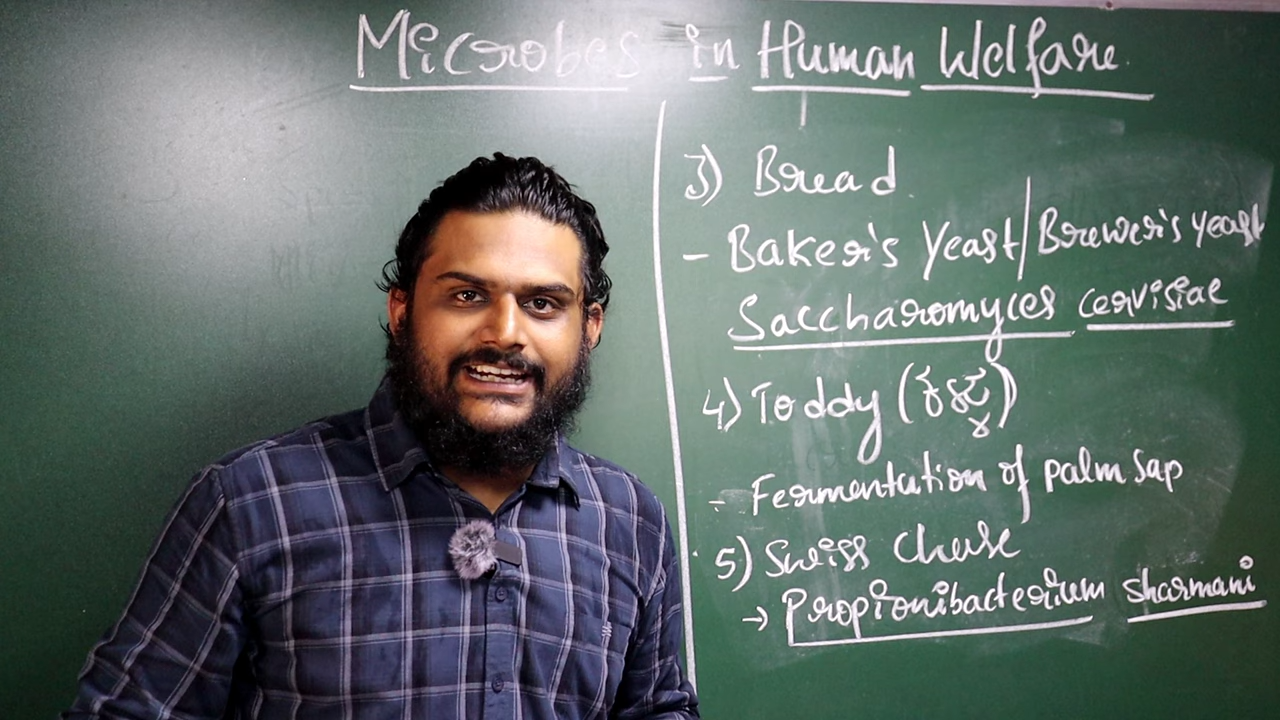 Microbes in Human Welfare
3) Bread
- Baker's Yeast/Brewer's yeast
Saccharomyces cervisiae
4) Toddy
- Fermentation of palm sap
5) Swiss Cheese
→ Propionibacterium sharmani